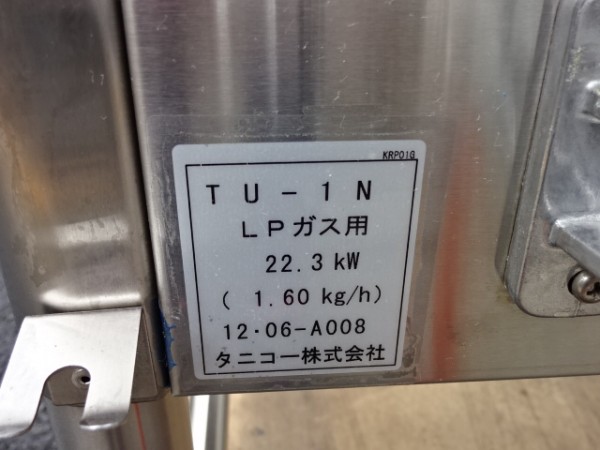 KRP01G
TU-1N
LPガス用
22.3 kW
( 1.60 kg/h)
12・06-A008
タニコー株式会社